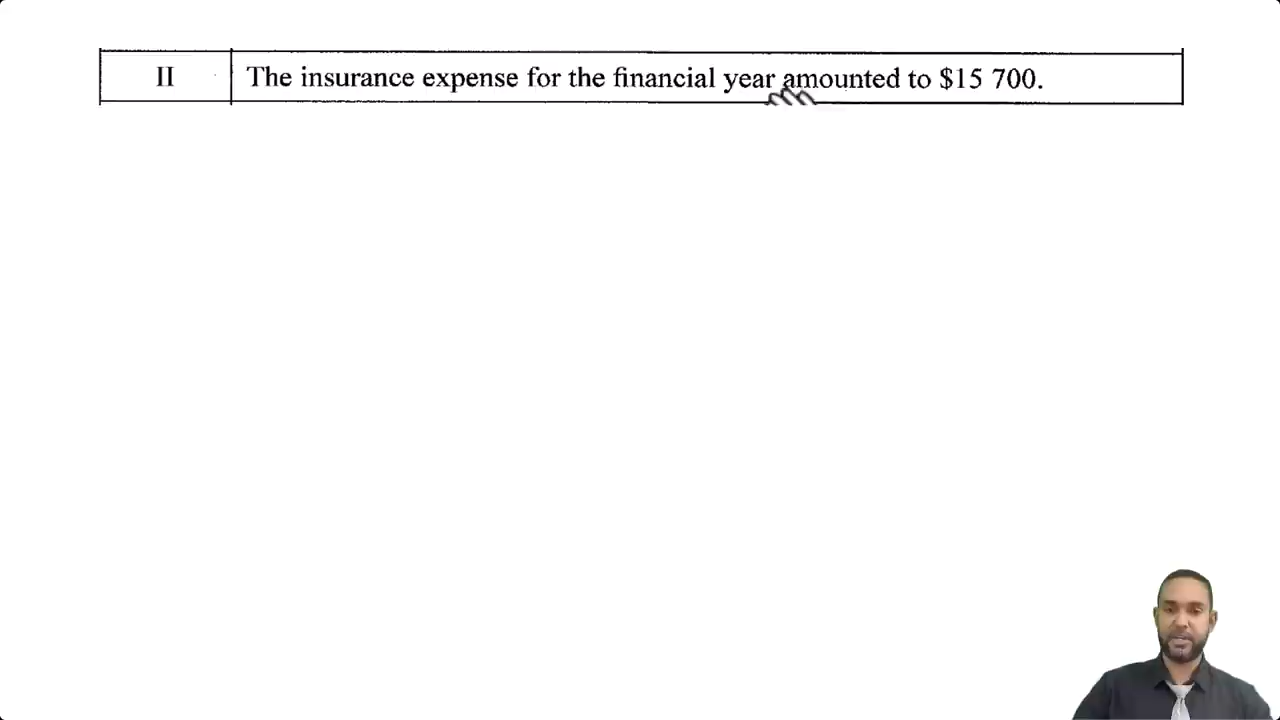 II The insurance expense for the financial year amounted to $15 700.